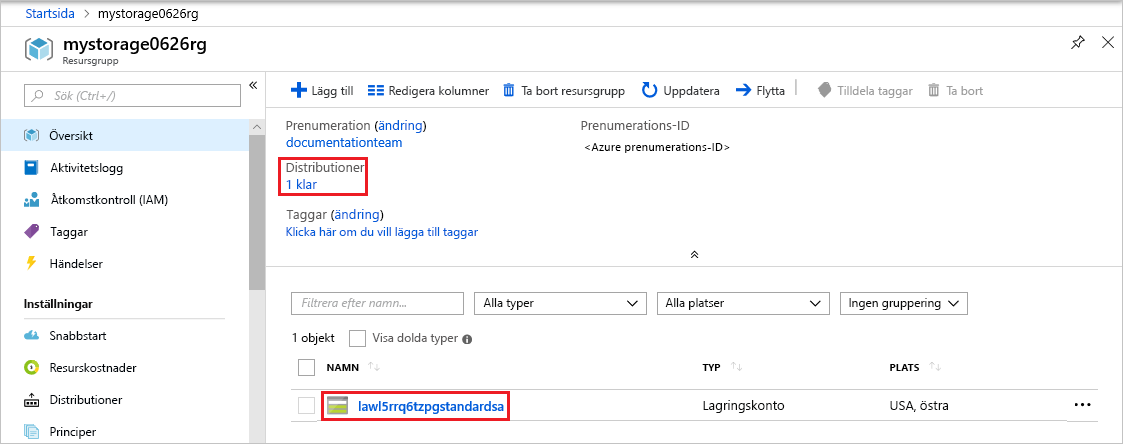 Startsida > mystorage0626rg
mystorage0626rg
Resursgrupp
Sök (Ctrl+/)
Översikt
Aktivitetslogg
Åtkomstkontroll (IAM)
Taggar
Händelser
Inställningar
Snabbstart
Resurskostnader
Distributioner
Principer
Lägg till
Redigera kolumner
Ta bort resursgrupp
Uppdatera
Flytta
Tilldela taggar
Ta bort
Prenumeration (ändring)
documentationteam
Prenumerations-ID
<Azure prenumerations-ID>
Distributioner
1 klar
Taggar (ändring)
Klicka här om du vill lägga till taggar
Filtrera efter namn...
Alla typer
Alla platser
Ingen gruppering
1 objekt
Visa dolda typer
NAMN
TYP
PLATS
lawl5rrq6tzpgstandardsa
Lagringskonto
USA, östra